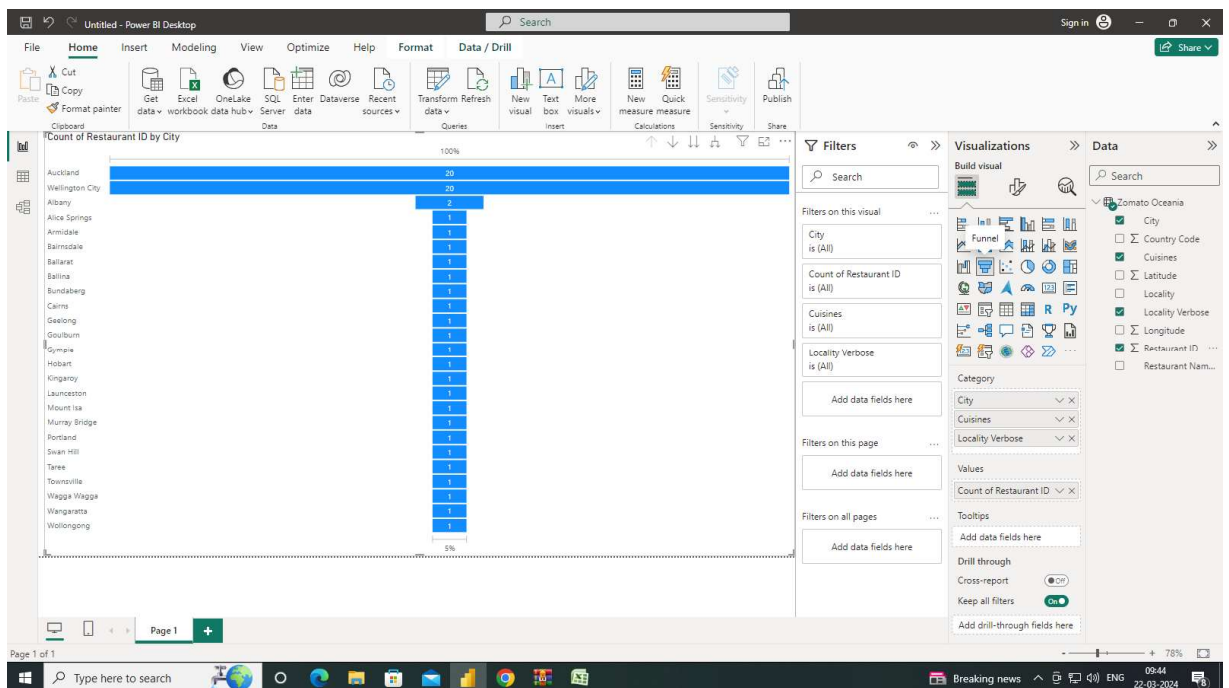 Untitled - Power BI Desktop
Search
Sign in
File Home Insert Modeling View Optimize Help Format Data / Drill
Share
Paste
Cut
Copy
Format painter
Get data
Excel workbook
OneLake data hub
SQL Server
Enter data
Dataverse
Recent sources
Transform data
Refresh
New visual
Text box
More visuals
New measure
Quick measure
Sensitivity
Publish
Clipboard Data Queries Insert Calculations Sensitivity Share
Count of Restaurant ID by City
100%
Auckland 20
Wellington City 20
Albany 2
Alice Springs 1
Armidale 1
Bairnsdale 1
Ballarat 1
Ballina 1
Bundaberg 1
Cairns 1
Geelong 1
Goulburn 1
Gympie 1
Hobart 1
Kingaroy 1
Launceston 1
Mount Isa 1
Murray Bridge 1
Portland 1
Swan Hill 1
Taree 1
Townsville 1
Wagga Wagga 1
Wangaratta 1
Wollongong 1
5%
Filters
Search
Filters on this visual ...
City
is (All)
Count of Restaurant ID
is (All)
Cuisines
is (All)
Locality Verbose
is (All)
Add data fields here
Filters on this page ...
Add data fields here
Filters on all pages ...
Add data fields here
Visualizations
Build visual
Funnel
123
R Py
...
Category
City
Cuisines
Locality Verbose
Values
Count of Restaurant ID
Tooltips
Add data fields here
Drill through
Cross-report Off
Keep all filters On
Add drill-through fields here
Data
Search
Zomato Oceania
City
Σ Country Code
Cuisines
Σ Latitude
Locality
Locality Verbose
Σ Longitude
Σ Restaurant ID ...
Restaurant Nam...
Page 1 +
Page 1 of 1
- + 78%
Type here to search
Breaking news
ENG
09:44
22-03-2024